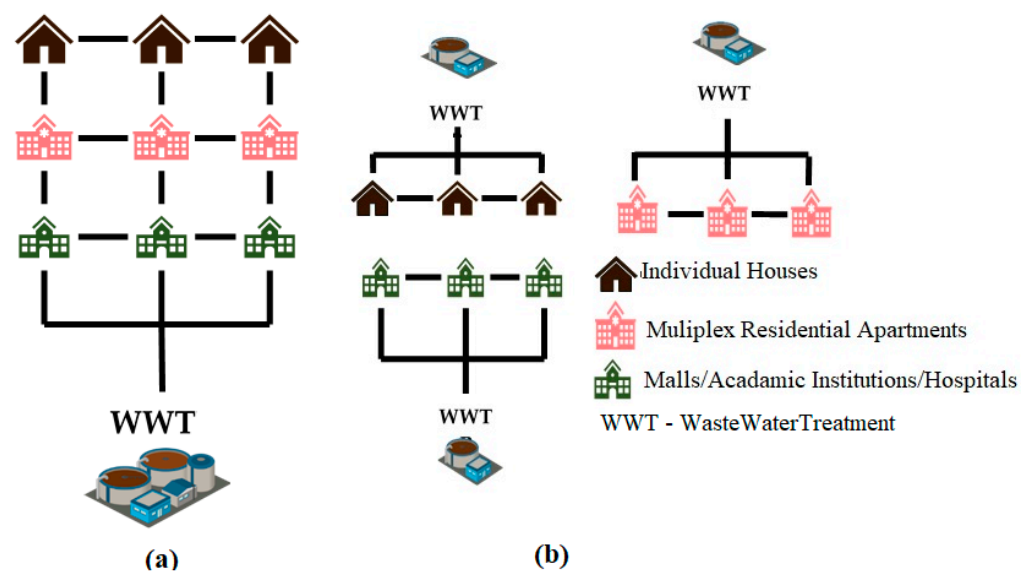 WWT
WWT
Individual Houses
Muliplex Residential Apartments
Malls/Acadamic Institutions/Hospitals
WWT
WWT
WWT - WasteWaterTreatment
(a)
(b)